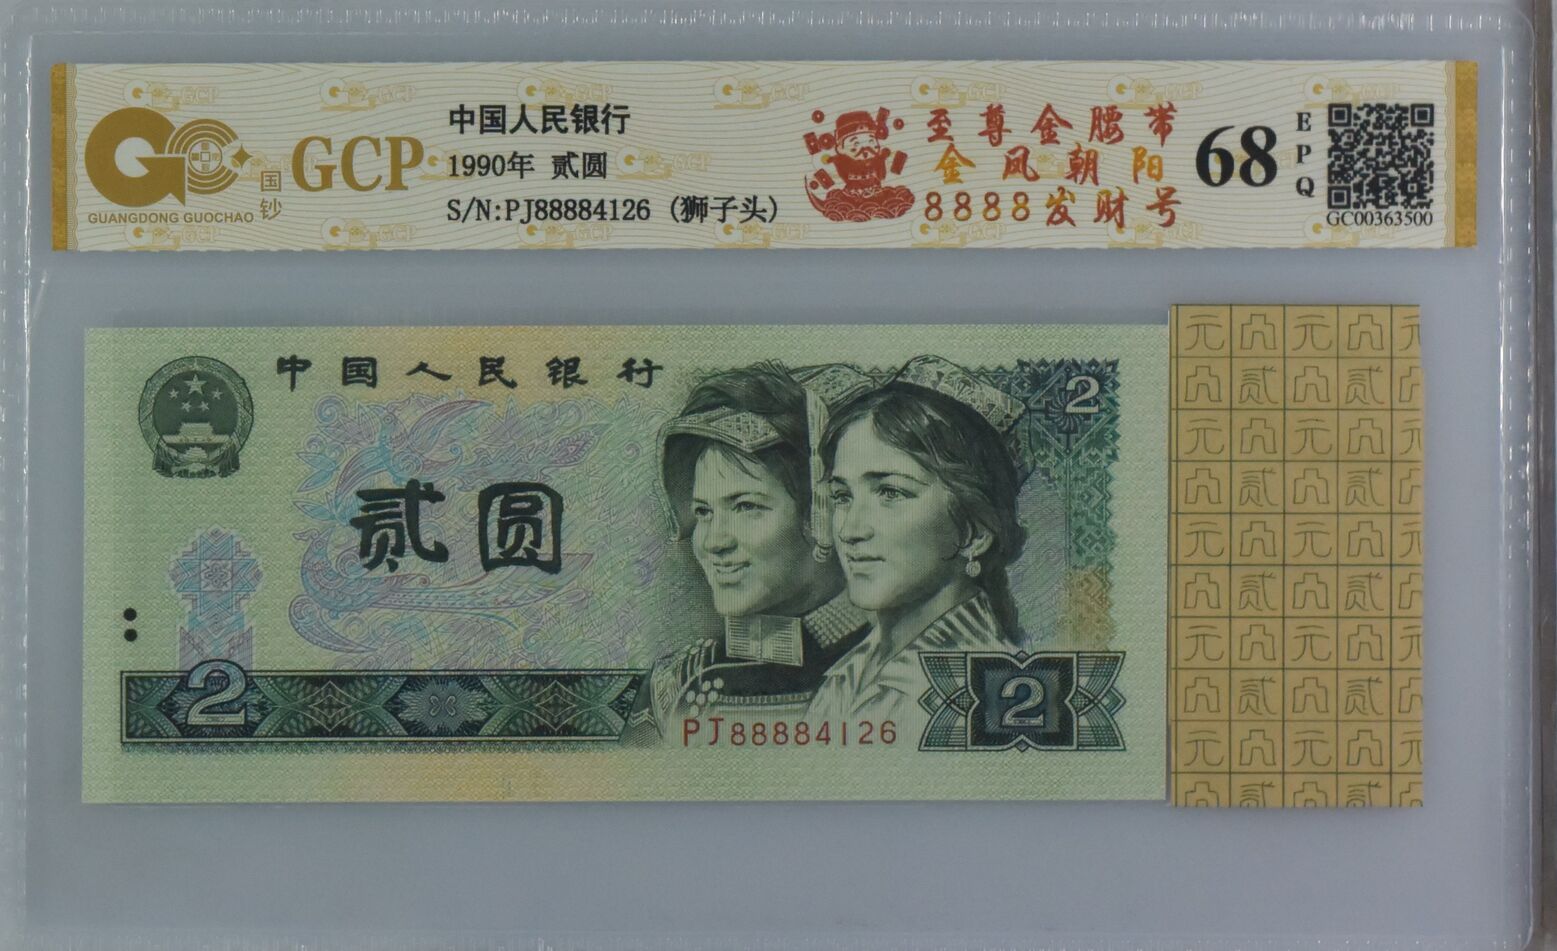 GCP
国钞
GUANGDONG GUOCHAO
中国人民银行
1990年 贰圆
S/N:PJ88884126 (狮子头)
至尊金腰带
金凤朝阳
8888发财号
68
EPQ
GC00363500
中国人民银行
2
贰圆
2
PJ88884126
2